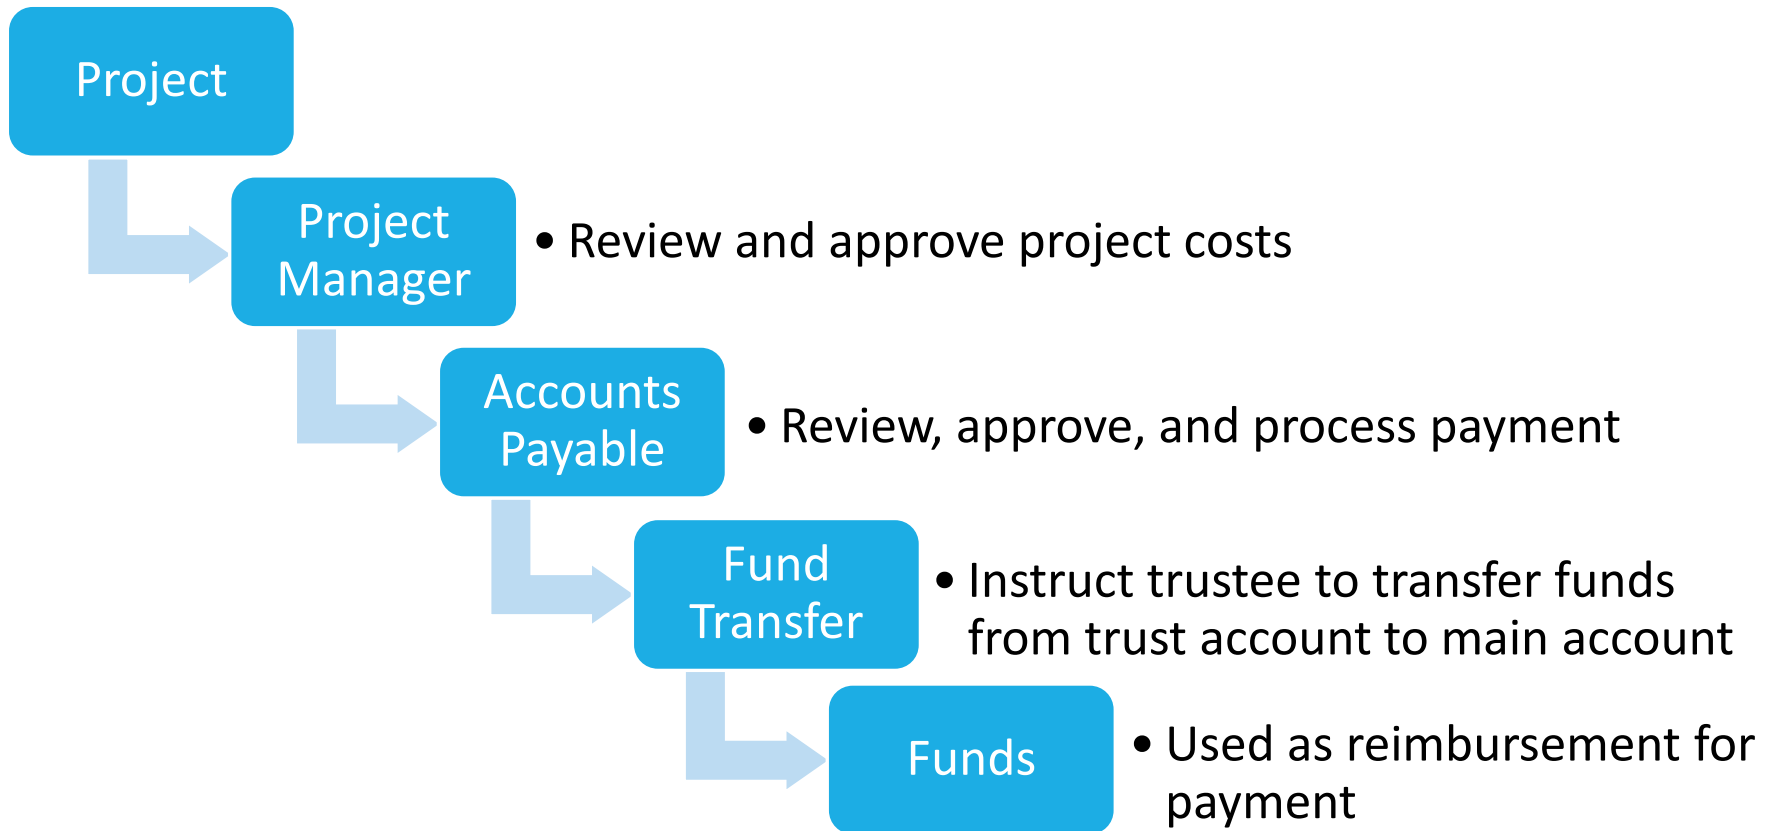 Project
Project
Manager
• Review and approve project costs
Accounts
Payable
• Review, approve, and process payment
Fund
Transfer
• Instruct trustee to transfer funds
from trust account to main account
Funds
• Used as reimbursement for
payment